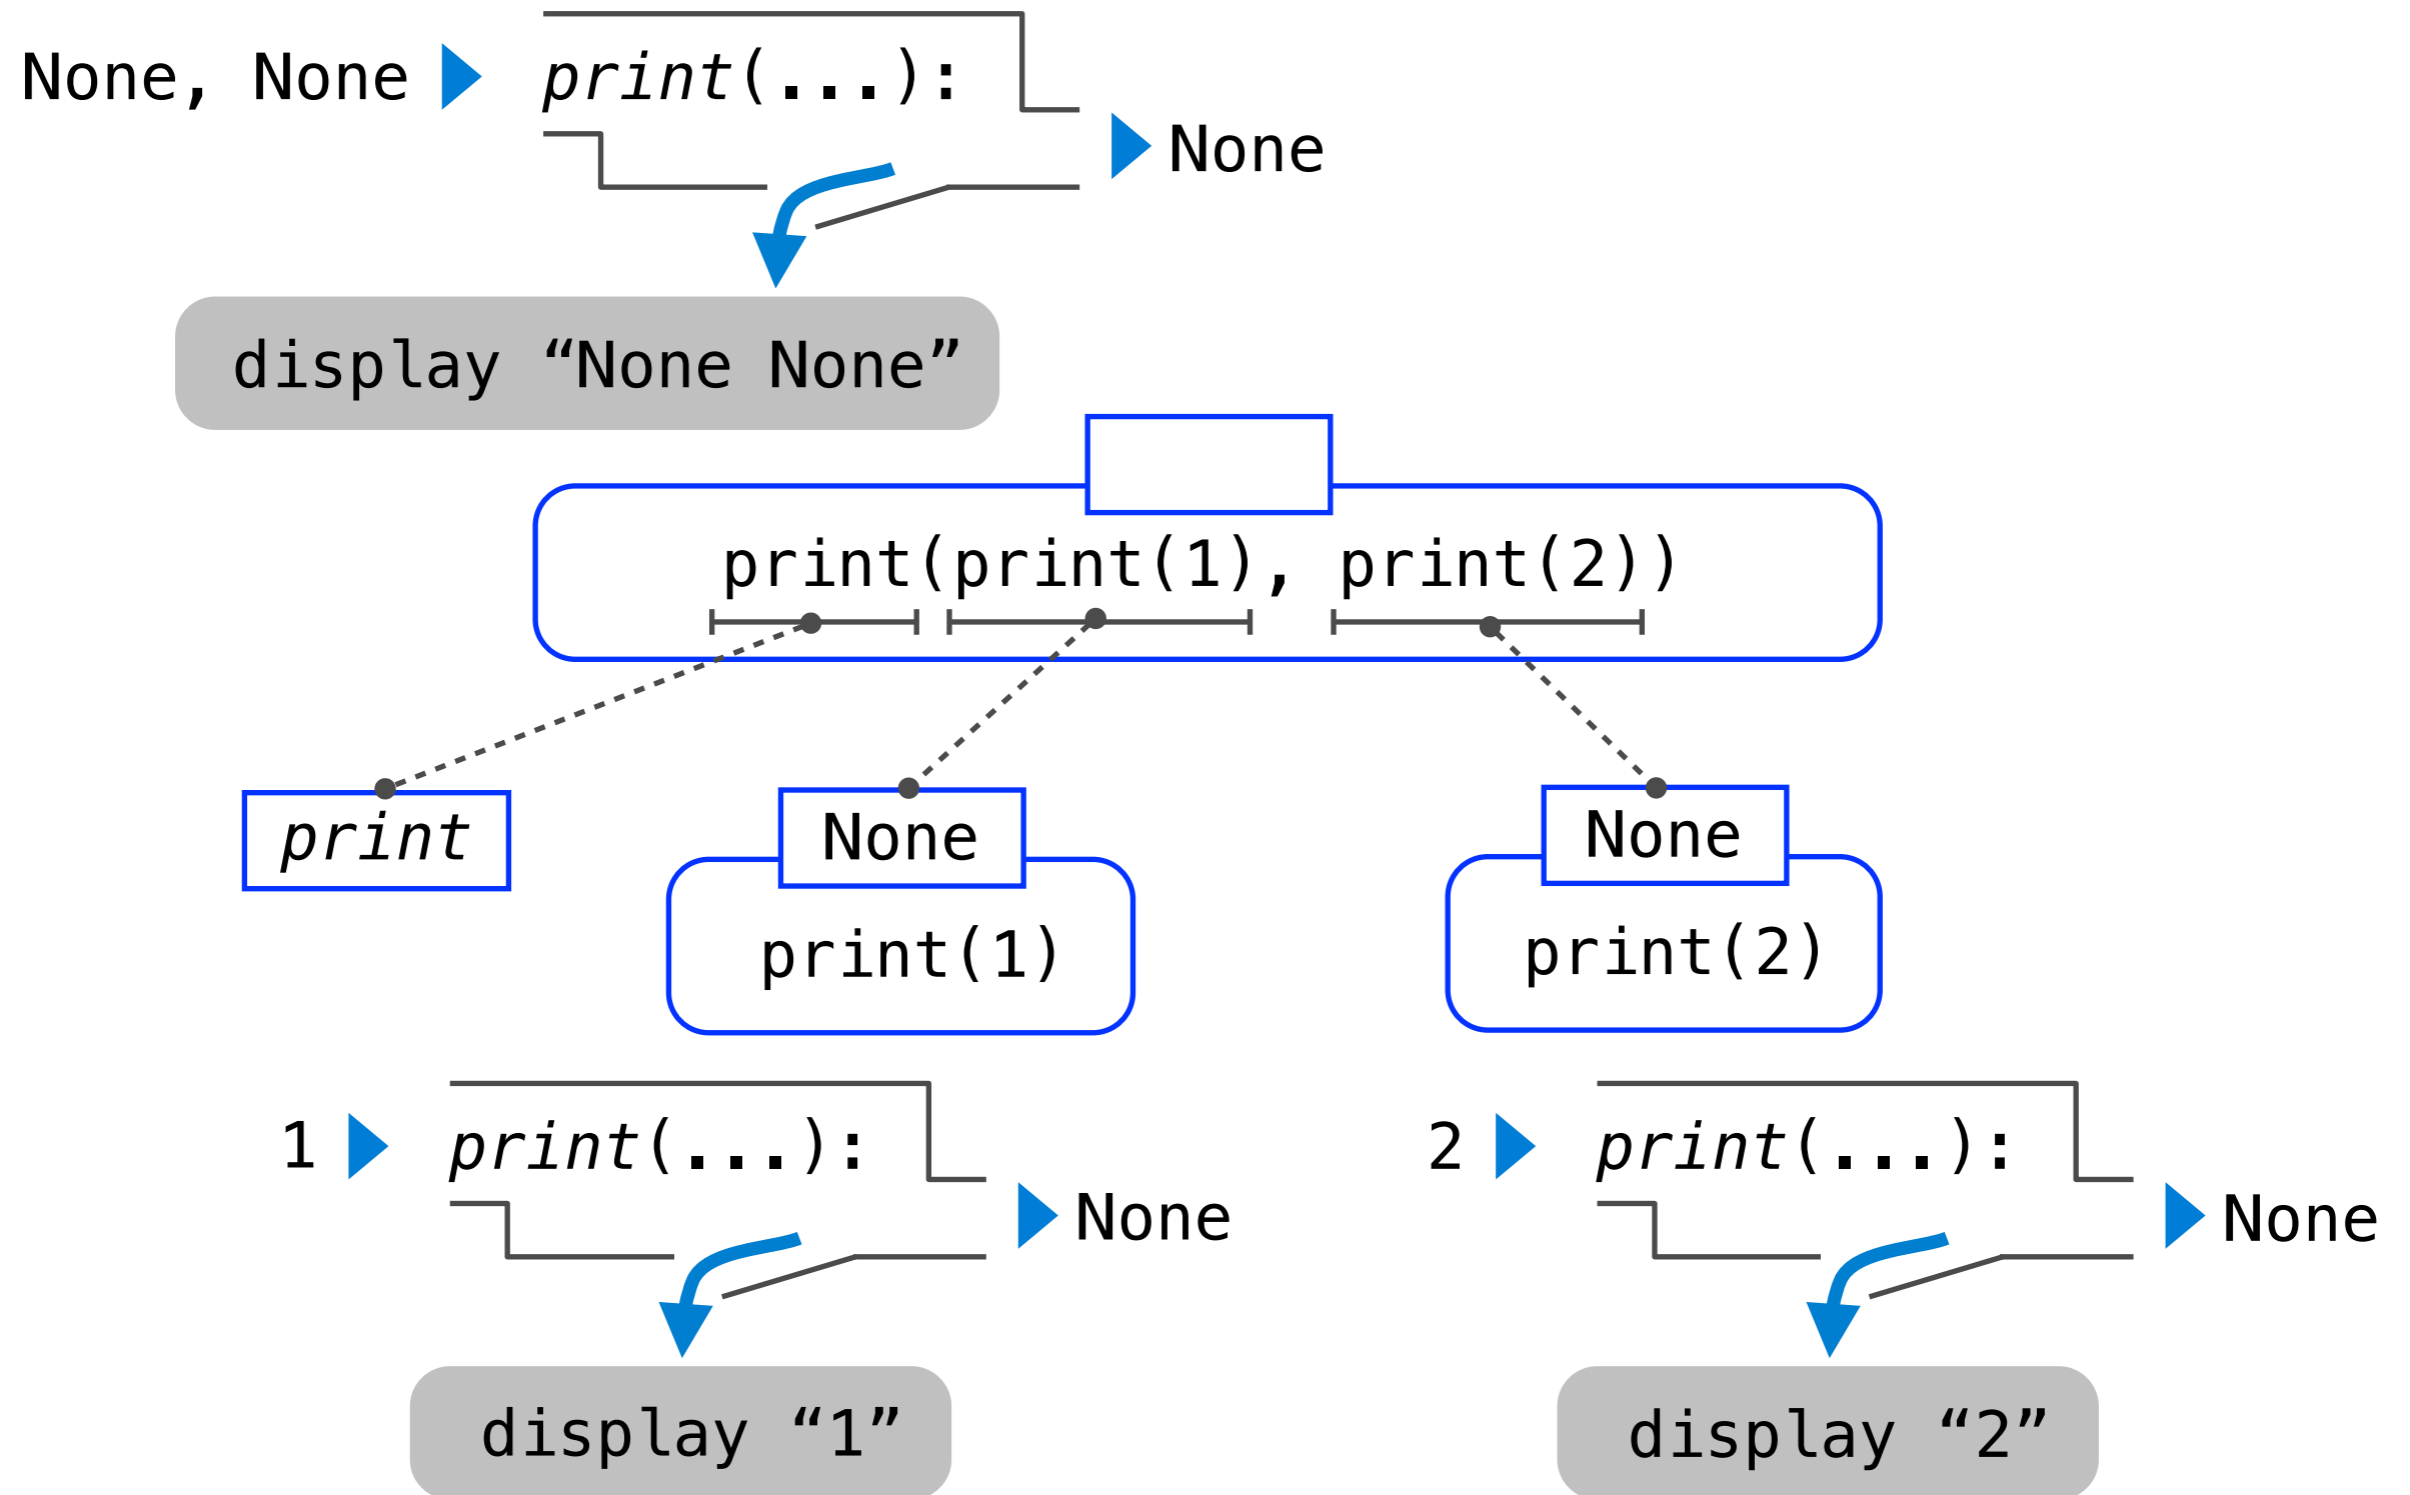 None, None
print(...):
None
display “None None”
print(print(1), print(2))
print
None
None
print(1)
print(2)
1
print(...):
None
2
print(...):
None
display “1”
display “2”